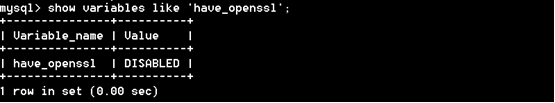 mysql> show variables like 'have_openssl';
+---------------+----------+
| Variable_name | Value    |
+---------------+----------+
| have_openssl  | DISABLED |
+---------------+----------+
1 row in set (0.00 sec)